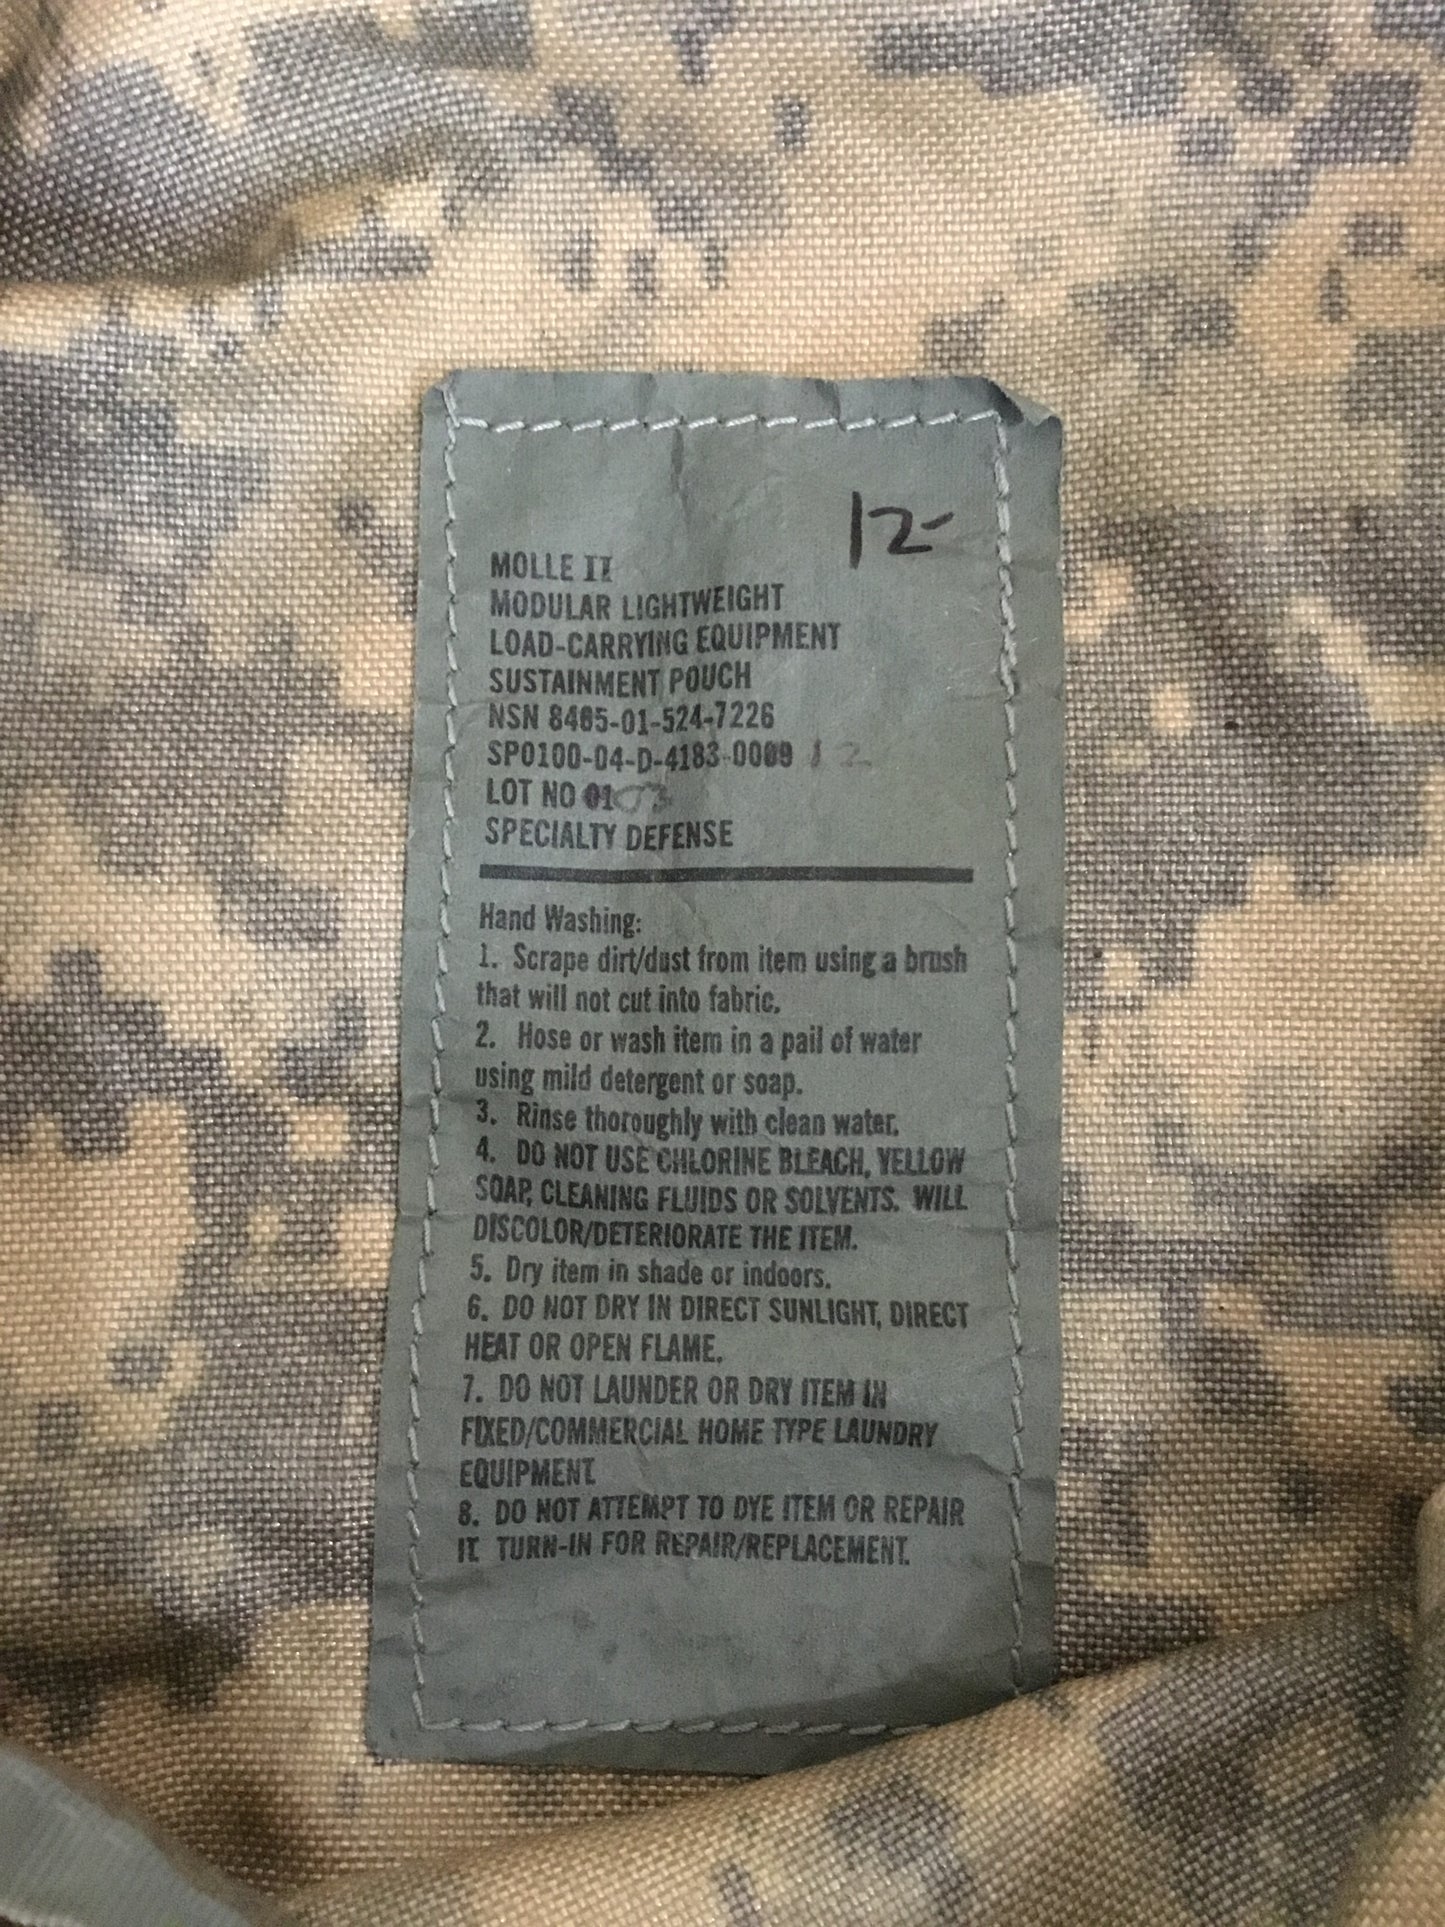 12-
MOLLE II
MODULAR LIGHTWEIGHT
LOAD-CARRYING EQUIPMENT
SUSTAINMENT POUCH
NSN 8465-01-524-7226
SP0100-04-D-4183-0009 12
LOT NO 01 03
SPECIALTY DEFENSE
Hand Washing:
1. Scrape dirt/dust from item using a brush
that will not cut into fabric.
2. Hose or wash item in a pail of water
using mild detergent or soap.
3. Rinse thoroughly with clean water.
4. DO NOT USE CHLORINE BLEACH, YELLOW
SOAP, CLEANING FLUIDS OR SOLVENTS. WILL
DISCOLOR/DETERIORATE THE ITEM.
5. Dry item in shade or indoors.
6. DO NOT DRY IN DIRECT SUNLIGHT, DIRECT
HEAT OR OPEN FLAME.
7. DO NOT LAUNDER OR DRY ITEM IN
FIXED/COMMERCIAL HOME TYPE LAUNDRY
EQUIPMENT.
8. DO NOT ATTEMPT TO DYE ITEM OR REPAIR
IT. TURN-IN FOR REPAIR/REPLACEMENT.